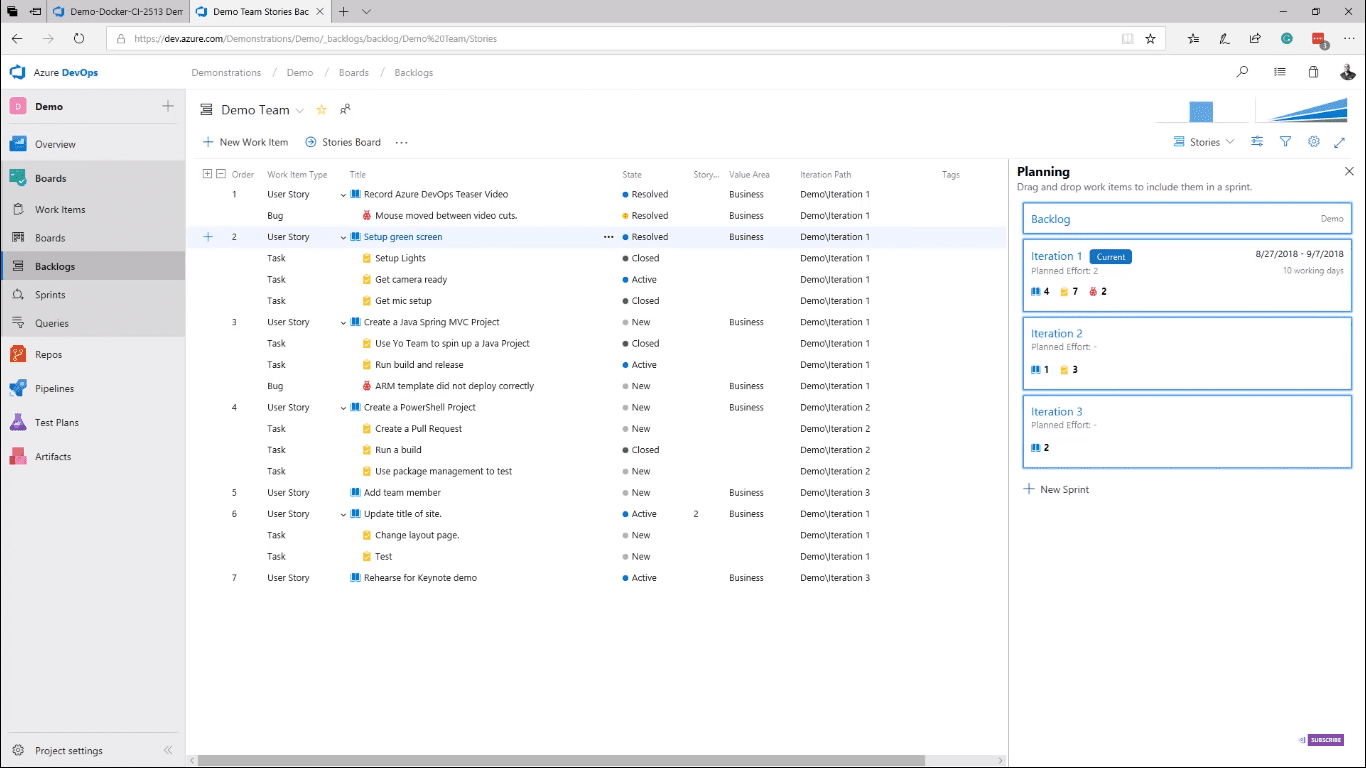 Demo-Docker-CI-2513 Dem
Demo Team Stories Bac
https://dev.azure.com/Demonstrations/Demo/_backlogs/backlog/Demo%20Team/Stories
Azure DevOps
Demonstrations / Demo / Boards / Backlogs
D Demo
Overview
Boards
Work Items
Boards
Backlogs
Sprints
Queries
Repos
Pipelines
Test Plans
Artifacts
Project settings
Demo Team
New Work Item Stories Board ...
Stories
Order Work Item Type Title State Story... Value Area Iteration Path Tags
1 User Story Record Azure DevOps Teaser Video Resolved Business Demo\Iteration 1
Bug Mouse moved between video cuts. Resolved Business Demo\Iteration 1
2 User Story Setup green screen ... Resolved Business Demo\Iteration 1
Task Setup Lights Closed Demo\Iteration 1
Task Get camera ready Active Demo\Iteration 1
Task Get mic setup Closed Demo\Iteration 1
3 User Story Create a Java Spring MVC Project New Business Demo\Iteration 1
Task Use Yo Team to spin up a Java Project Closed Demo\Iteration 1
Task Run build and release Active Demo\Iteration 1
Bug ARM template did not deploy correctly New Business Demo\Iteration 1
4 User Story Create a PowerShell Project New Business Demo\Iteration 2
Task Create a Pull Request New Demo\Iteration 2
Task Run a build Closed Demo\Iteration 2
Task Use package management to test New Demo\Iteration 2
5 User Story Add team member New Business Demo\Iteration 3
6 User Story Update title of site. Active 2 Business Demo\Iteration 1
Task Change layout page. New Demo\Iteration 1
Task Test New Demo\Iteration 1
7 User Story Rehearse for Keynote demo Active Business Demo\Iteration 3
Planning
Drag and drop work items to include them in a sprint.
Backlog Demo
Iteration 1 Current 8/27/2018 - 9/7/2018
Planned Effort: 2 10 working days
4 7 2
Iteration 2
Planned Effort: -
1 3
Iteration 3
Planned Effort: -
2
New Sprint
SUBSCRIBE